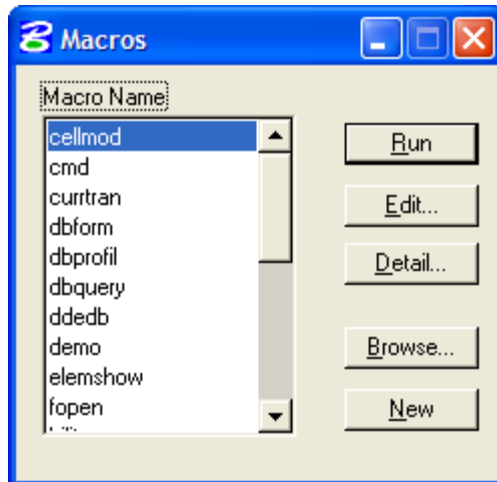 Macros
Macro Name
cellmod
cmd
currtran
dbform
dbprofil
dbquery
ddedb
demo
elemshow
fopen
Run
Edit...
Detail...
Browse...
New